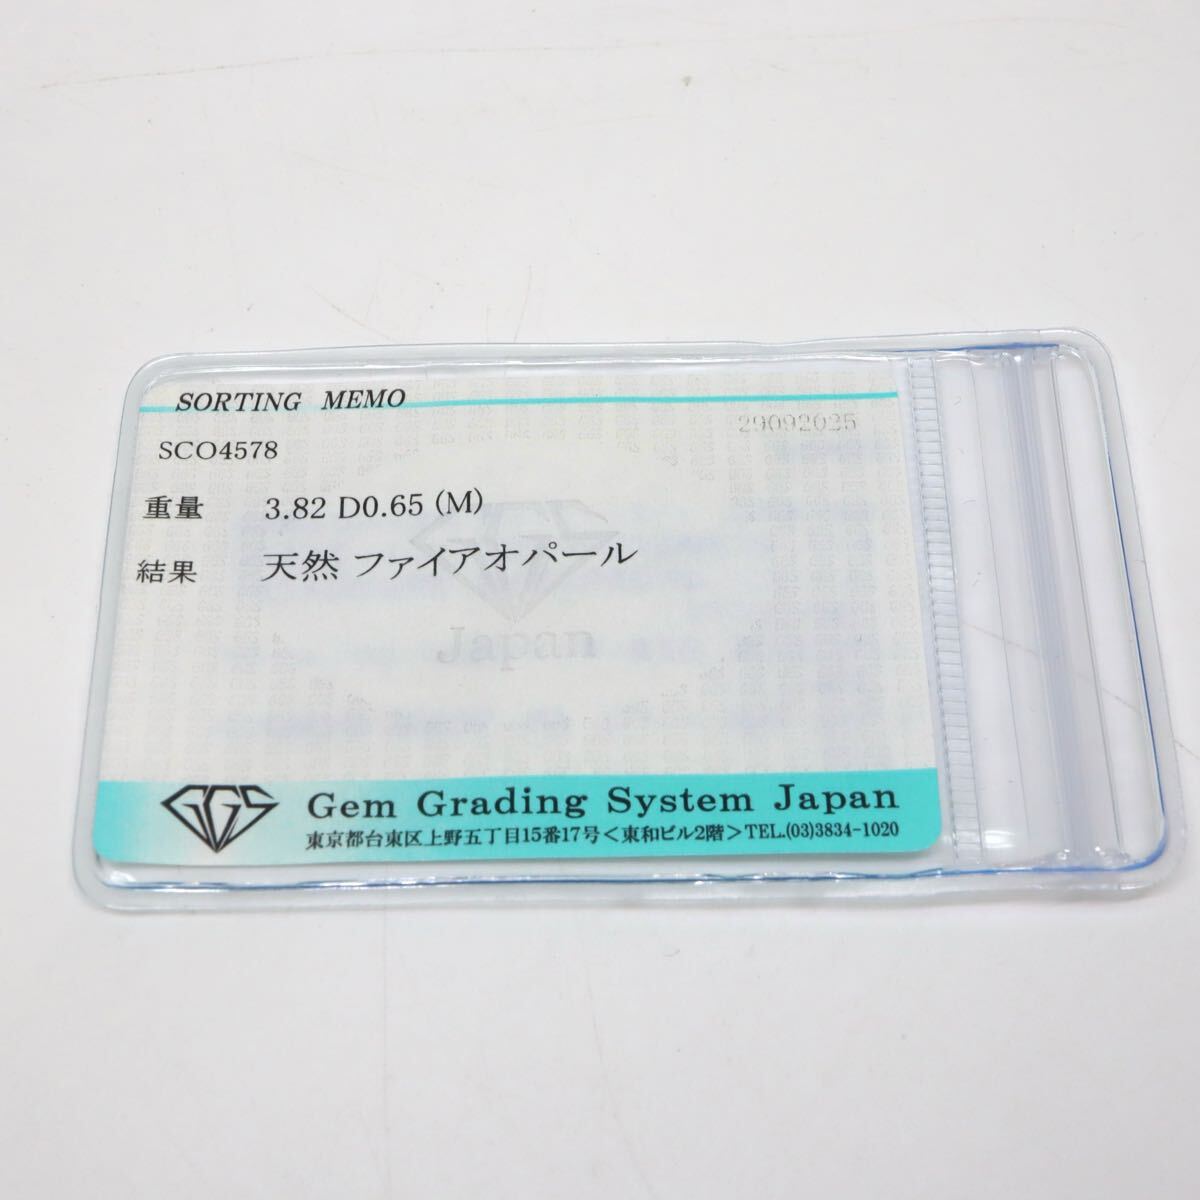 SORTING MEMO
29092025
SCO4578
重量 3.82 D0.65 (M)
結果 天然 ファイアオパール
GGS
Japan
GGS Gem Grading System Japan
東京都台東区上野五丁目15番17号＜東和ビル2階＞TEL.(03)3834-1020